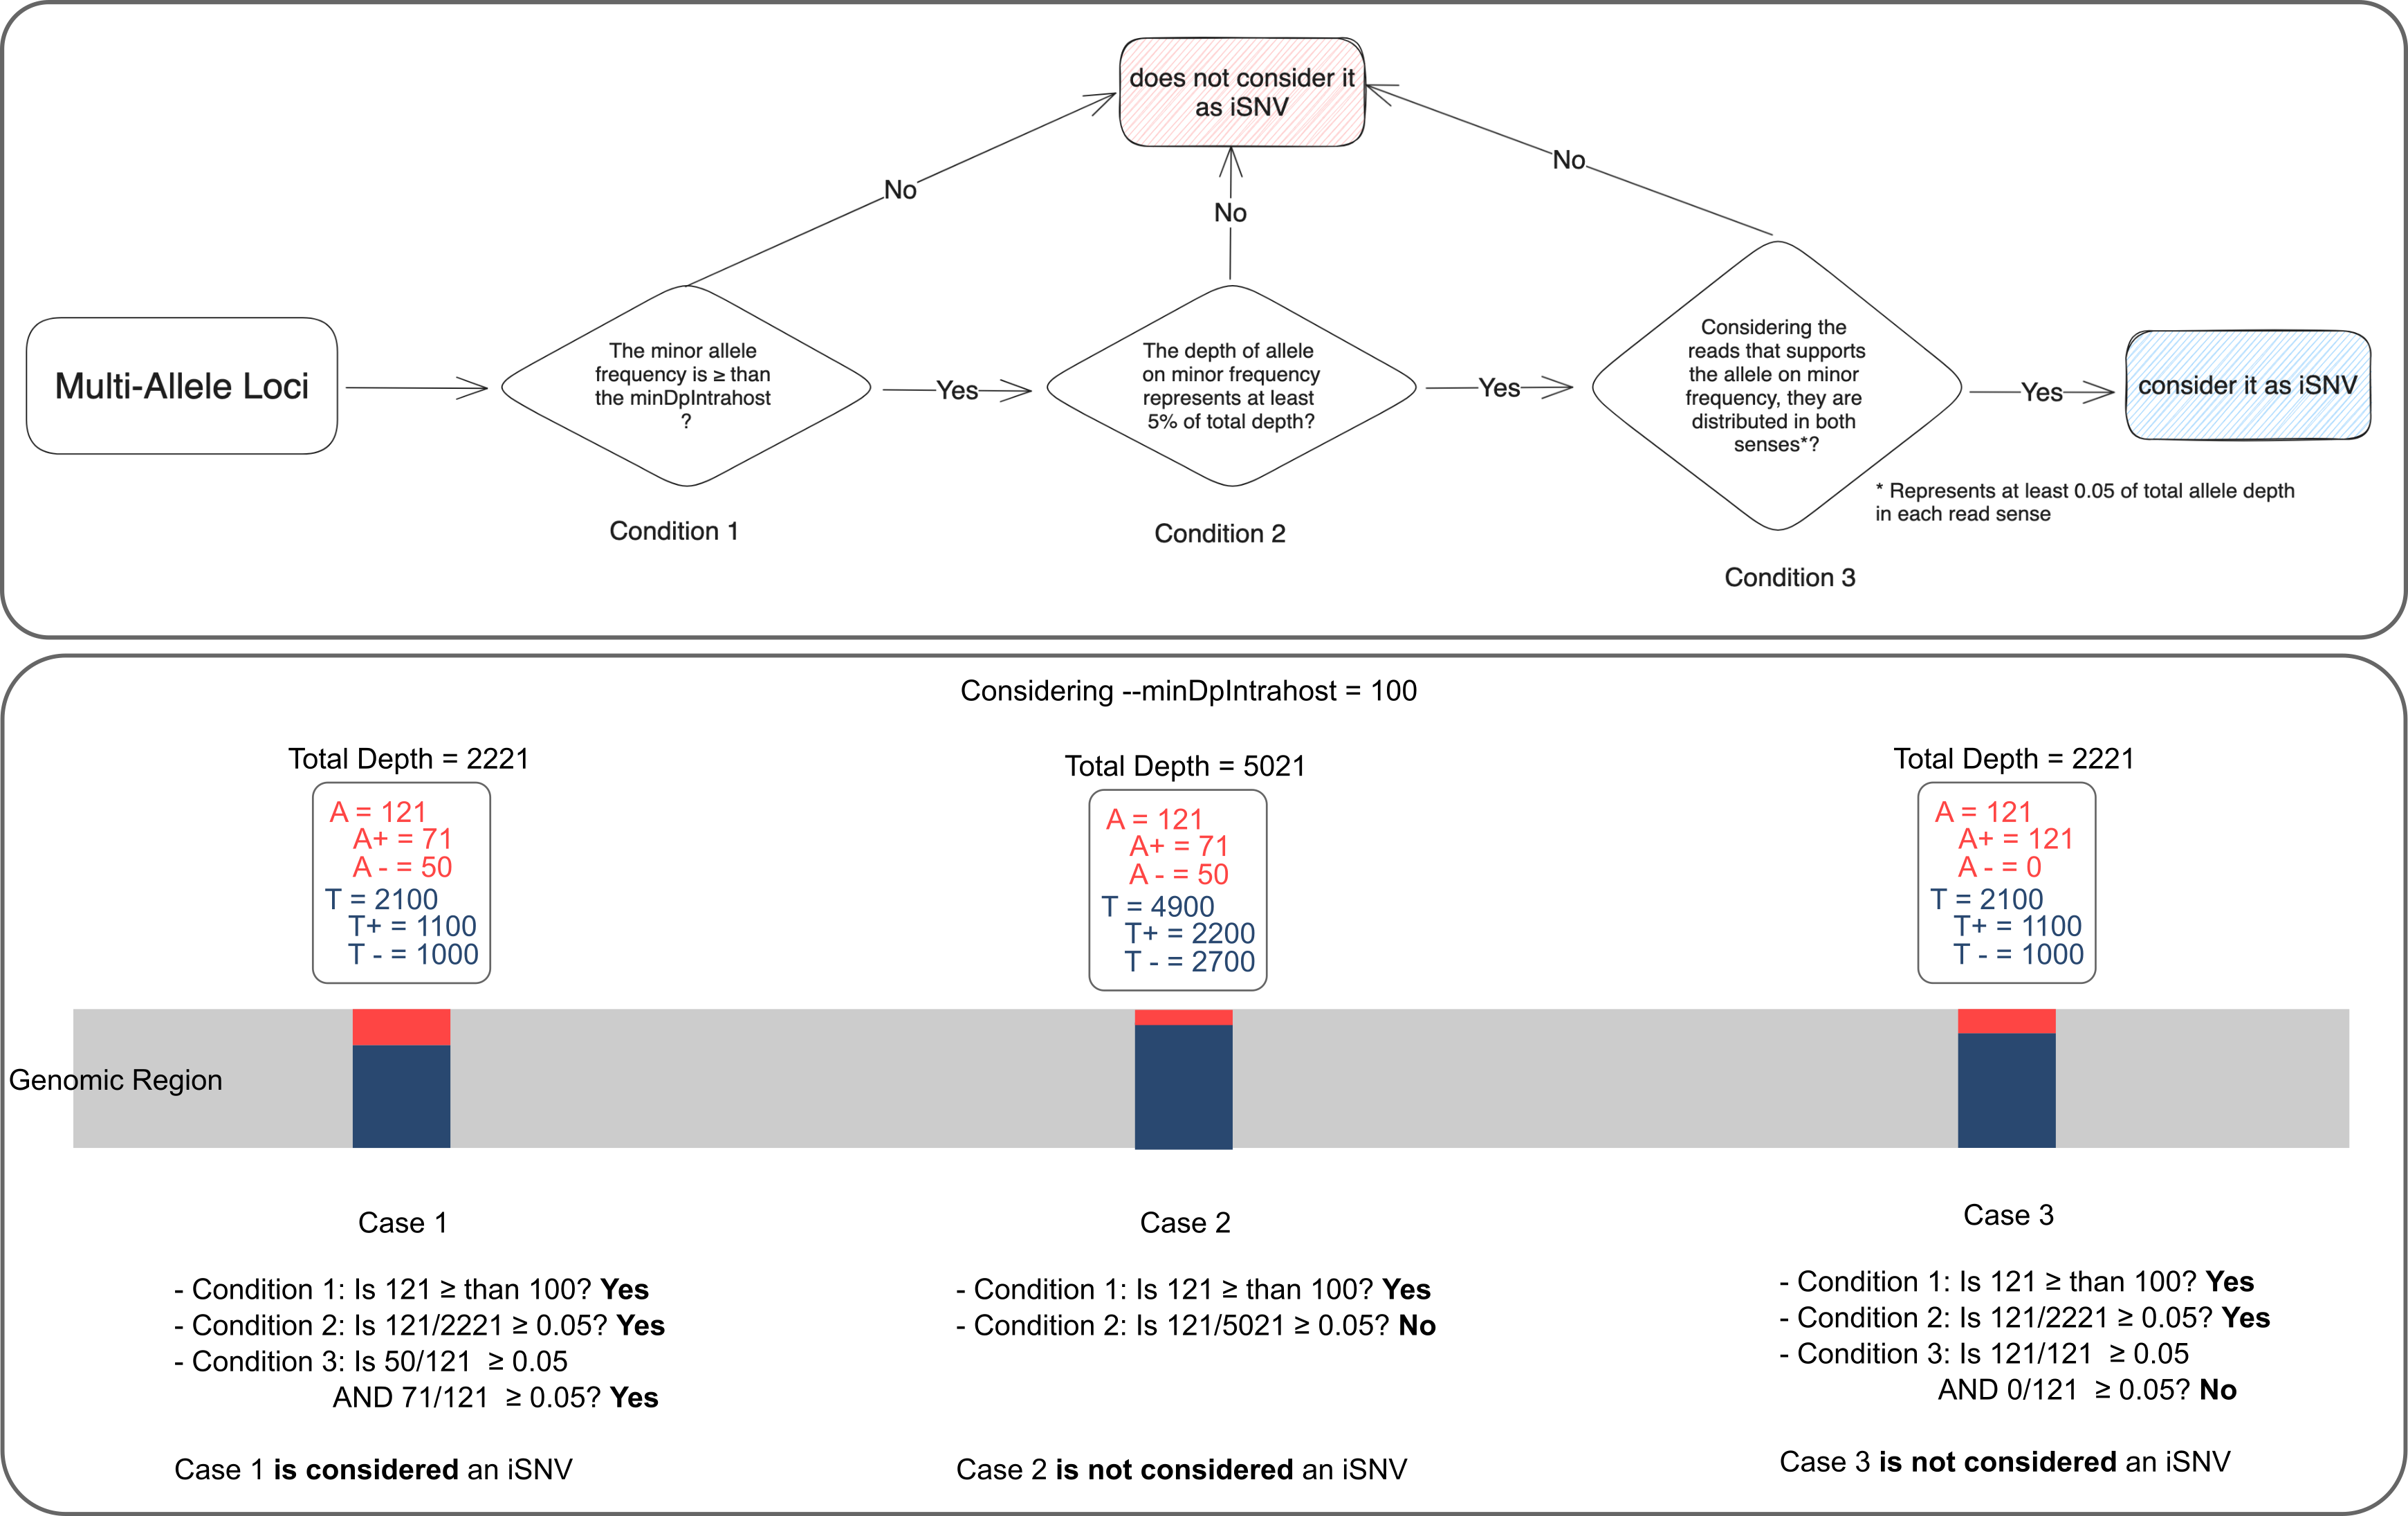 does not consider it
as iSNV
No
No
No
Multi-Allele Loci
The minor allele
frequency is ≥ than
the minDpIntrahost
?
Yes
The depth of allele
on minor frequency
represents at least
5% of total depth?
Yes
Considering the
reads that supports
the allele on minor
frequency, they are
distributed in both
senses*?
Yes
consider it as iSNV
* Represents at least 0.05 of total allele depth
in each read sense
Condition 1
Condition 2
Condition 3
Considering --minDpIntrahost = 100
Total Depth = 2221
A = 121
A+ = 71
A - = 50
T = 2100
T+ = 1100
T - = 1000
Total Depth = 5021
A = 121
A+ = 71
A - = 50
T = 4900
T+ = 2200
T - = 2700
Total Depth = 2221
A = 121
A+ = 121
A - = 0
T = 2100
T+ = 1100
T - = 1000
Genomic Region
Case 1
- Condition 1: Is 121 ≥ than 100? Yes
- Condition 2: Is 121/2221 ≥ 0.05? Yes
- Condition 3: Is 50/121 ≥ 0.05
AND 71/121 ≥ 0.05? Yes
Case 1 is considered an iSNV
Case 2
- Condition 1: Is 121 ≥ than 100? Yes
- Condition 2: Is 121/5021 ≥ 0.05? No
Case 2 is not considered an iSNV
Case 3
- Condition 1: Is 121 ≥ than 100? Yes
- Condition 2: Is 121/2221 ≥ 0.05? Yes
- Condition 3: Is 121/121 ≥ 0.05
AND 0/121 ≥ 0.05? No
Case 3 is not considered an iSNV